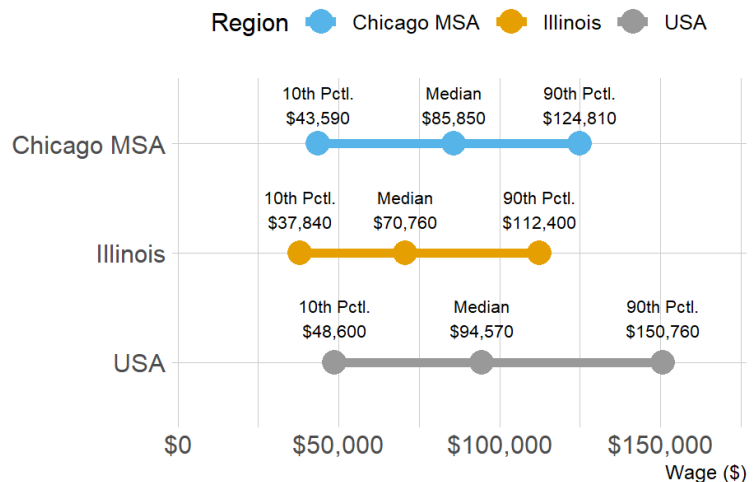 Region Chicago MSA Illinois USA
10th Pctl. Median 90th Pctl.
$43,590 $85,850 $124,810
Chicago MSA
10th Pctl. Median 90th Pctl.
$37,840 $70,760 $112,400
Illinois
10th Pctl. Median 90th Pctl.
$48,600 $94,570 $150,760
USA
$0 $50,000 $100,000 $150,000
Wage ($)